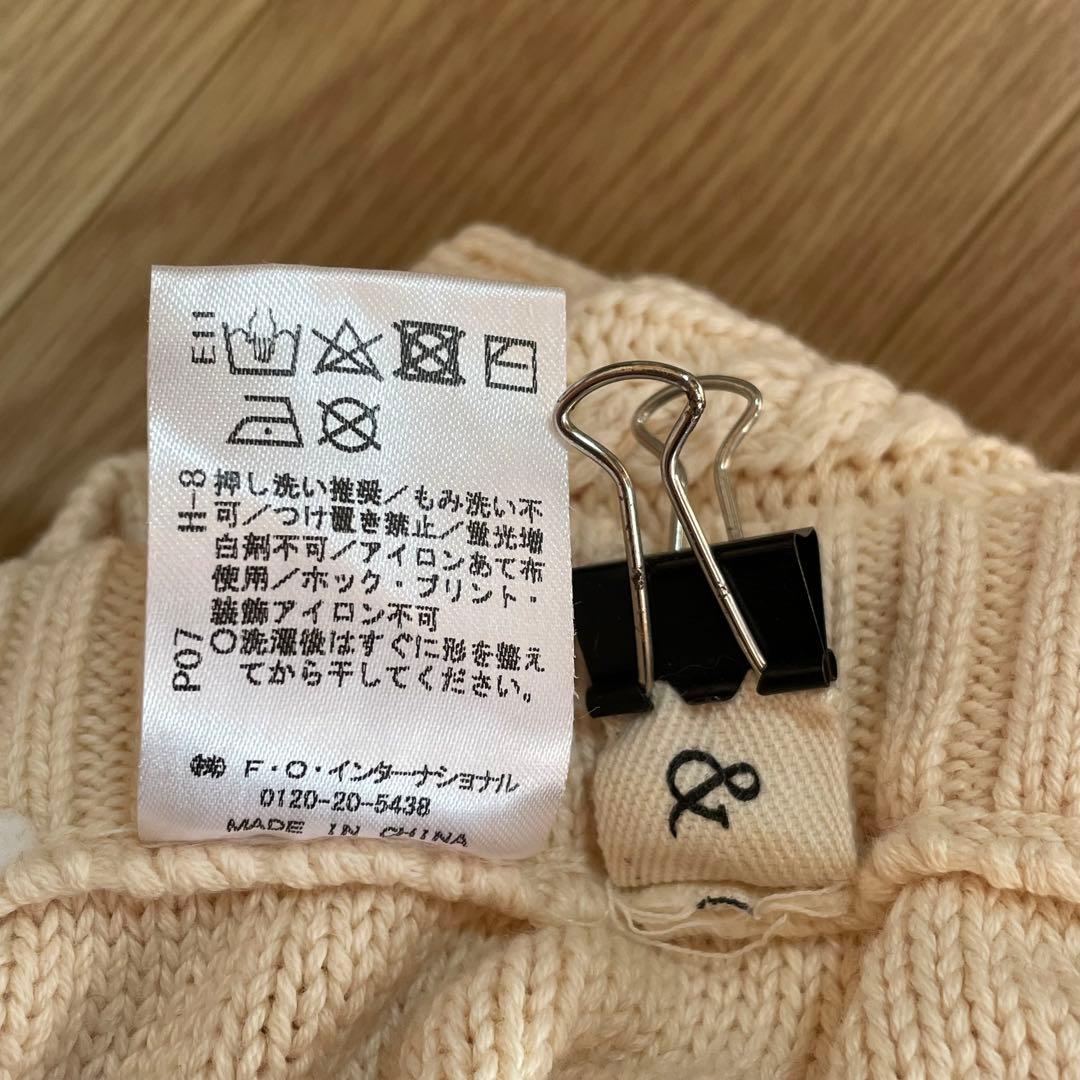 E11
H-8 押し洗い推奨/もみ洗い不
可/つけ置き禁止/蛍光増
白剤不可/アイロンあて布
使用/ホック・プリント・
装飾アイロン不可
P07 〇洗濯後はすぐに形を整え
てから干してください。
㈱ F・O・インターナショナル
0120-20-5438
MADE IN CHINA
&